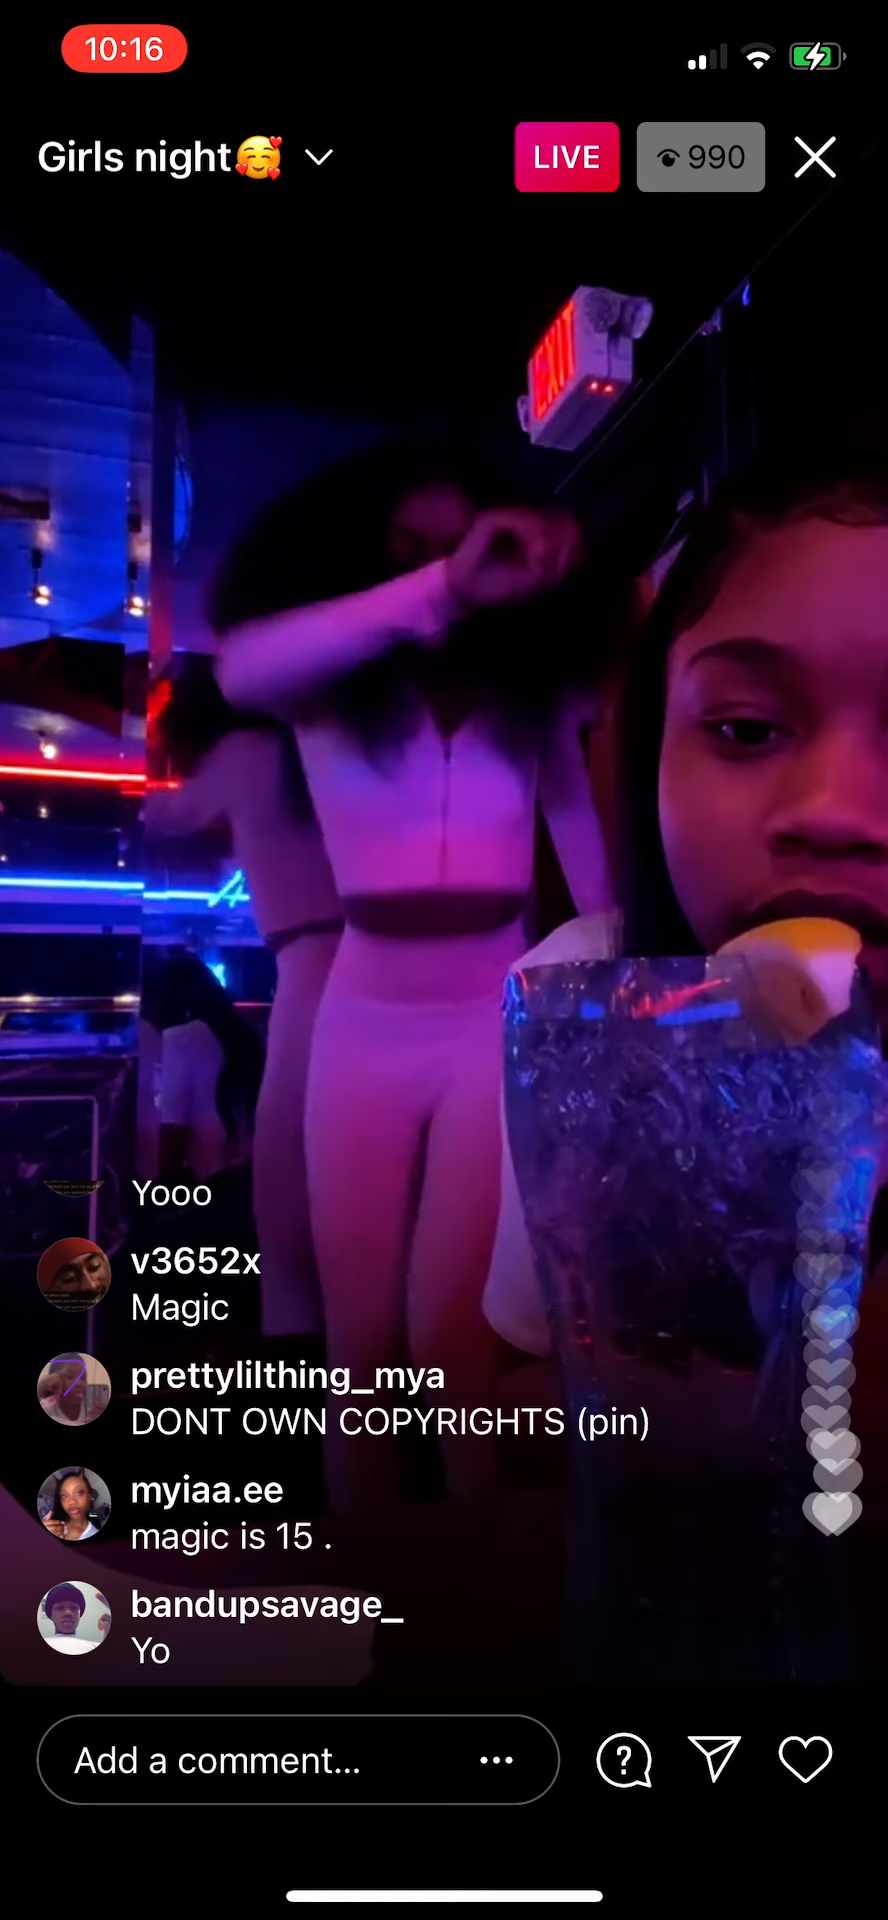 10:16
Girls night🥰
LIVE
990
EXIT
Yooo
v3652x
Magic
prettylilthing_mya
DONT OWN COPYRIGHTS (pin)
myiaa.ee
magic is 15 .
bandupsavage_
Yo
Add a comment...